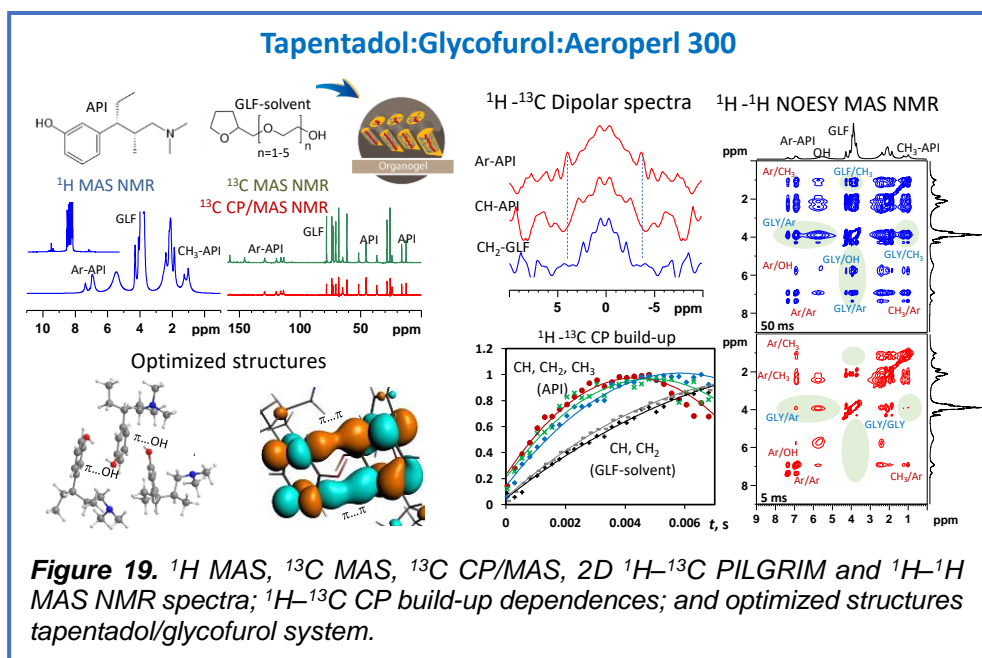 Tapentadol:Glycofurol:Aeroperl 300
API
HO
N
GLF-solvent
O
O
OH
n
n=1-5
Organogel
¹H MAS NMR
¹³C MAS NMR
¹³C CP/MAS NMR
GLF
Ar-API
CH₃-API
10 8 6 4 2 ppm
GLF
API
Ar-API
API
150 100 50 ppm
¹H -¹³C Dipolar spectra
Ar-API
CH-API
CH₂-GLF
5 0 -5 ppm
¹H -¹H NOESY MAS NMR
GLF
Ar-API
OH
CH₃-API
ppm
ppm
Ar/CH₃
GLF/CH₃
2
GLY/Ar
4
GLY/OH
GLY/CH₃
Ar/OH
6
Ar/Ar
GLY/Ar
CH₃/Ar
8
50 ms
ppm
Ar/CH₃
2
Ar/CH₃
GLY/Ar
4
GLY/GLY
Ar/OH
6
Ar/Ar
CH₃/Ar
8
5 ms
9 8 7 6 5 4 3 2 1 ppm
Optimized structures
π...OH
π...OH
π...π
π...π
¹H -¹³C CP build-up
1.2
1
0.8
0.6
0.4
0.2
0
CH, CH₂, CH₃
(API)
CH, CH₂
(GLF-solvent)
0 0.002 0.004 0.006 t, s
Figure 19. ¹H MAS, ¹³C MAS, ¹³C CP/MAS, 2D ¹H–¹³C PILGRIM and ¹H–¹H
MAS NMR spectra; ¹H–¹³C CP build-up dependences; and optimized structures
tapentadol/glycofurol system.